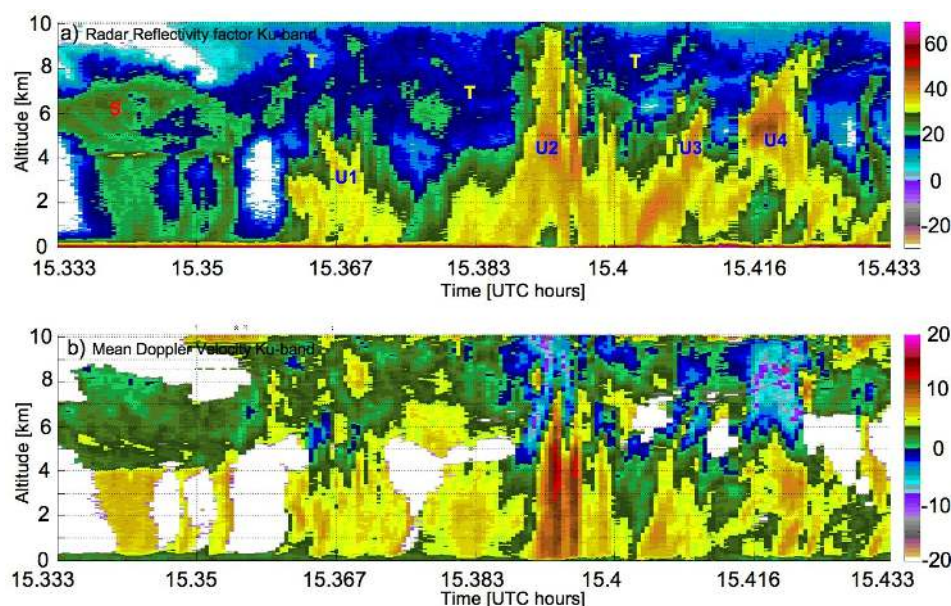 a) Radar Reflectivity factor Ku-band
10
8
6
4
2
0
Altitude [km]
S
T
T
T
U1
U2
U3
U4
60
40
20
0
-20
15.333 15.35 15.367 15.383 15.4 15.416 15.433
Time [UTC hours]
b) Mean Doppler Velocity Ku-band
10
8
6
4
2
0
Altitude [km]
20
10
0
-10
-20
15.333 15.35 15.367 15.383 15.4 15.416 15.433
Time [UTC hours]